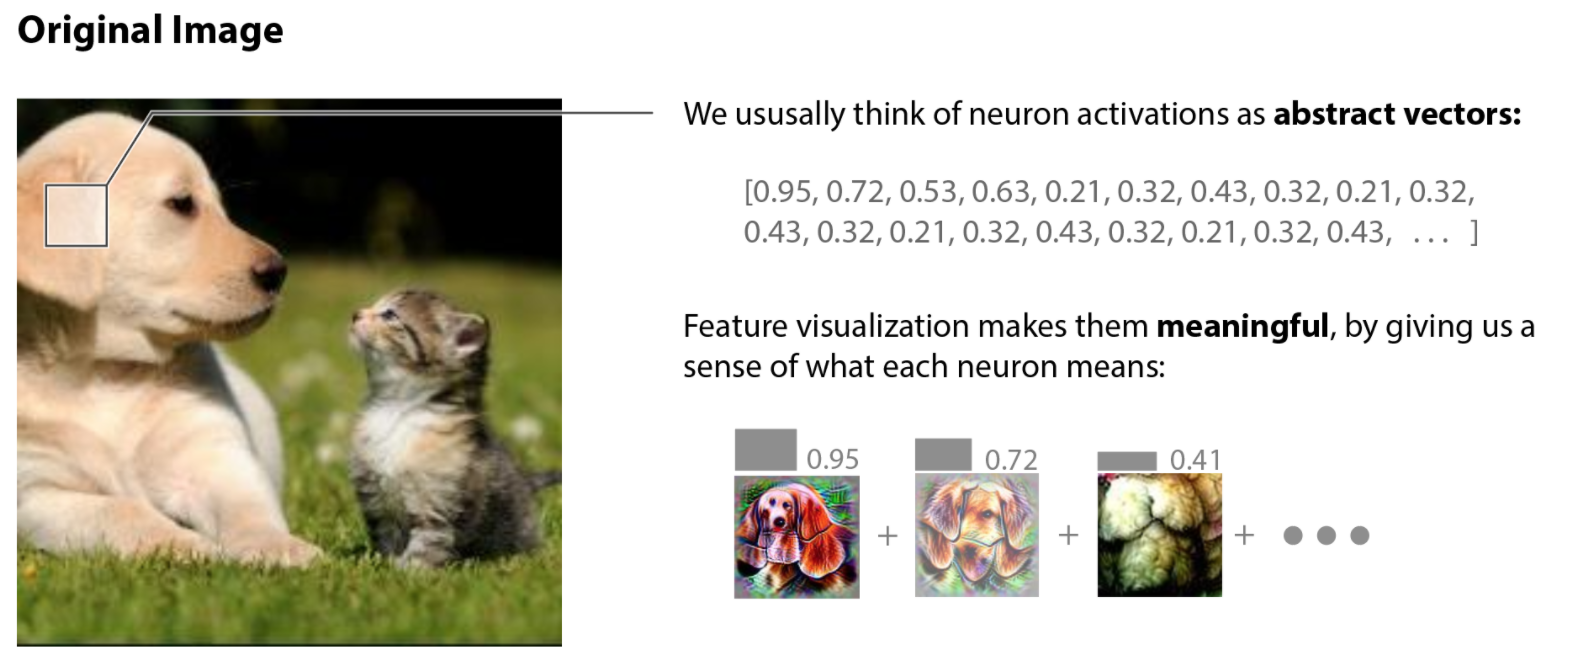 Original Image
We ususally think of neuron activations as abstract vectors:
[0.95, 0.72, 0.53, 0.63, 0.21, 0.32, 0.43, 0.32, 0.21, 0.32,
0.43, 0.32, 0.21, 0.32, 0.43, 0.32, 0.21, 0.32, 0.43, ... ]
Feature visualization makes them meaningful, by giving us a
sense of what each neuron means:
0.95 0.72 0.41
+ + +